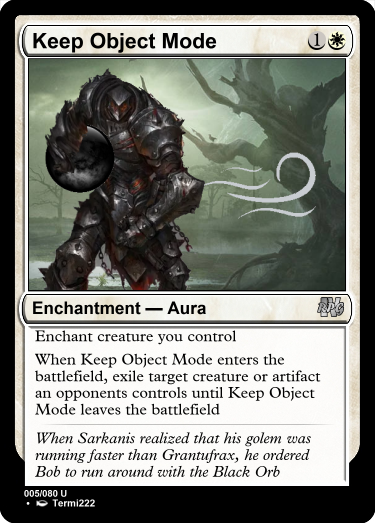 Keep Object Mode 1
Enchantment — Aura
Enchant creature you control
When Keep Object Mode enters the
battlefield, exile target creature or artifact
an opponents controls until Keep Object
Mode leaves the battlefield
When Sarkanis realized that his golem was
running faster than Grantufrax, he ordered
Bob to run around with the Black Orb
005/080 U
• Termi222